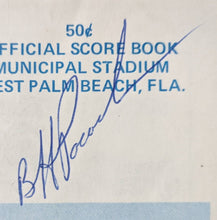 50¢
OFFICIAL SCORE BOOK
MUNICIPAL STADIUM
EST PALM BEACH, FLA.